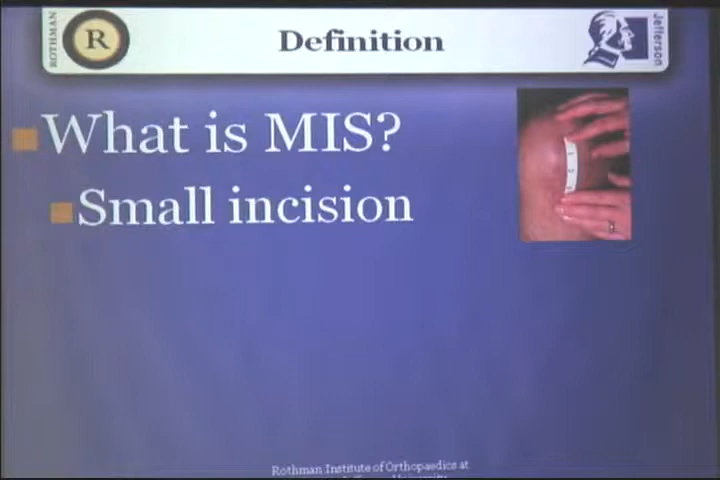 ROTHMAN
R
Definition
Jefferson
What is MIS?
Small incision
Rothman Institute of Orthopaedics at